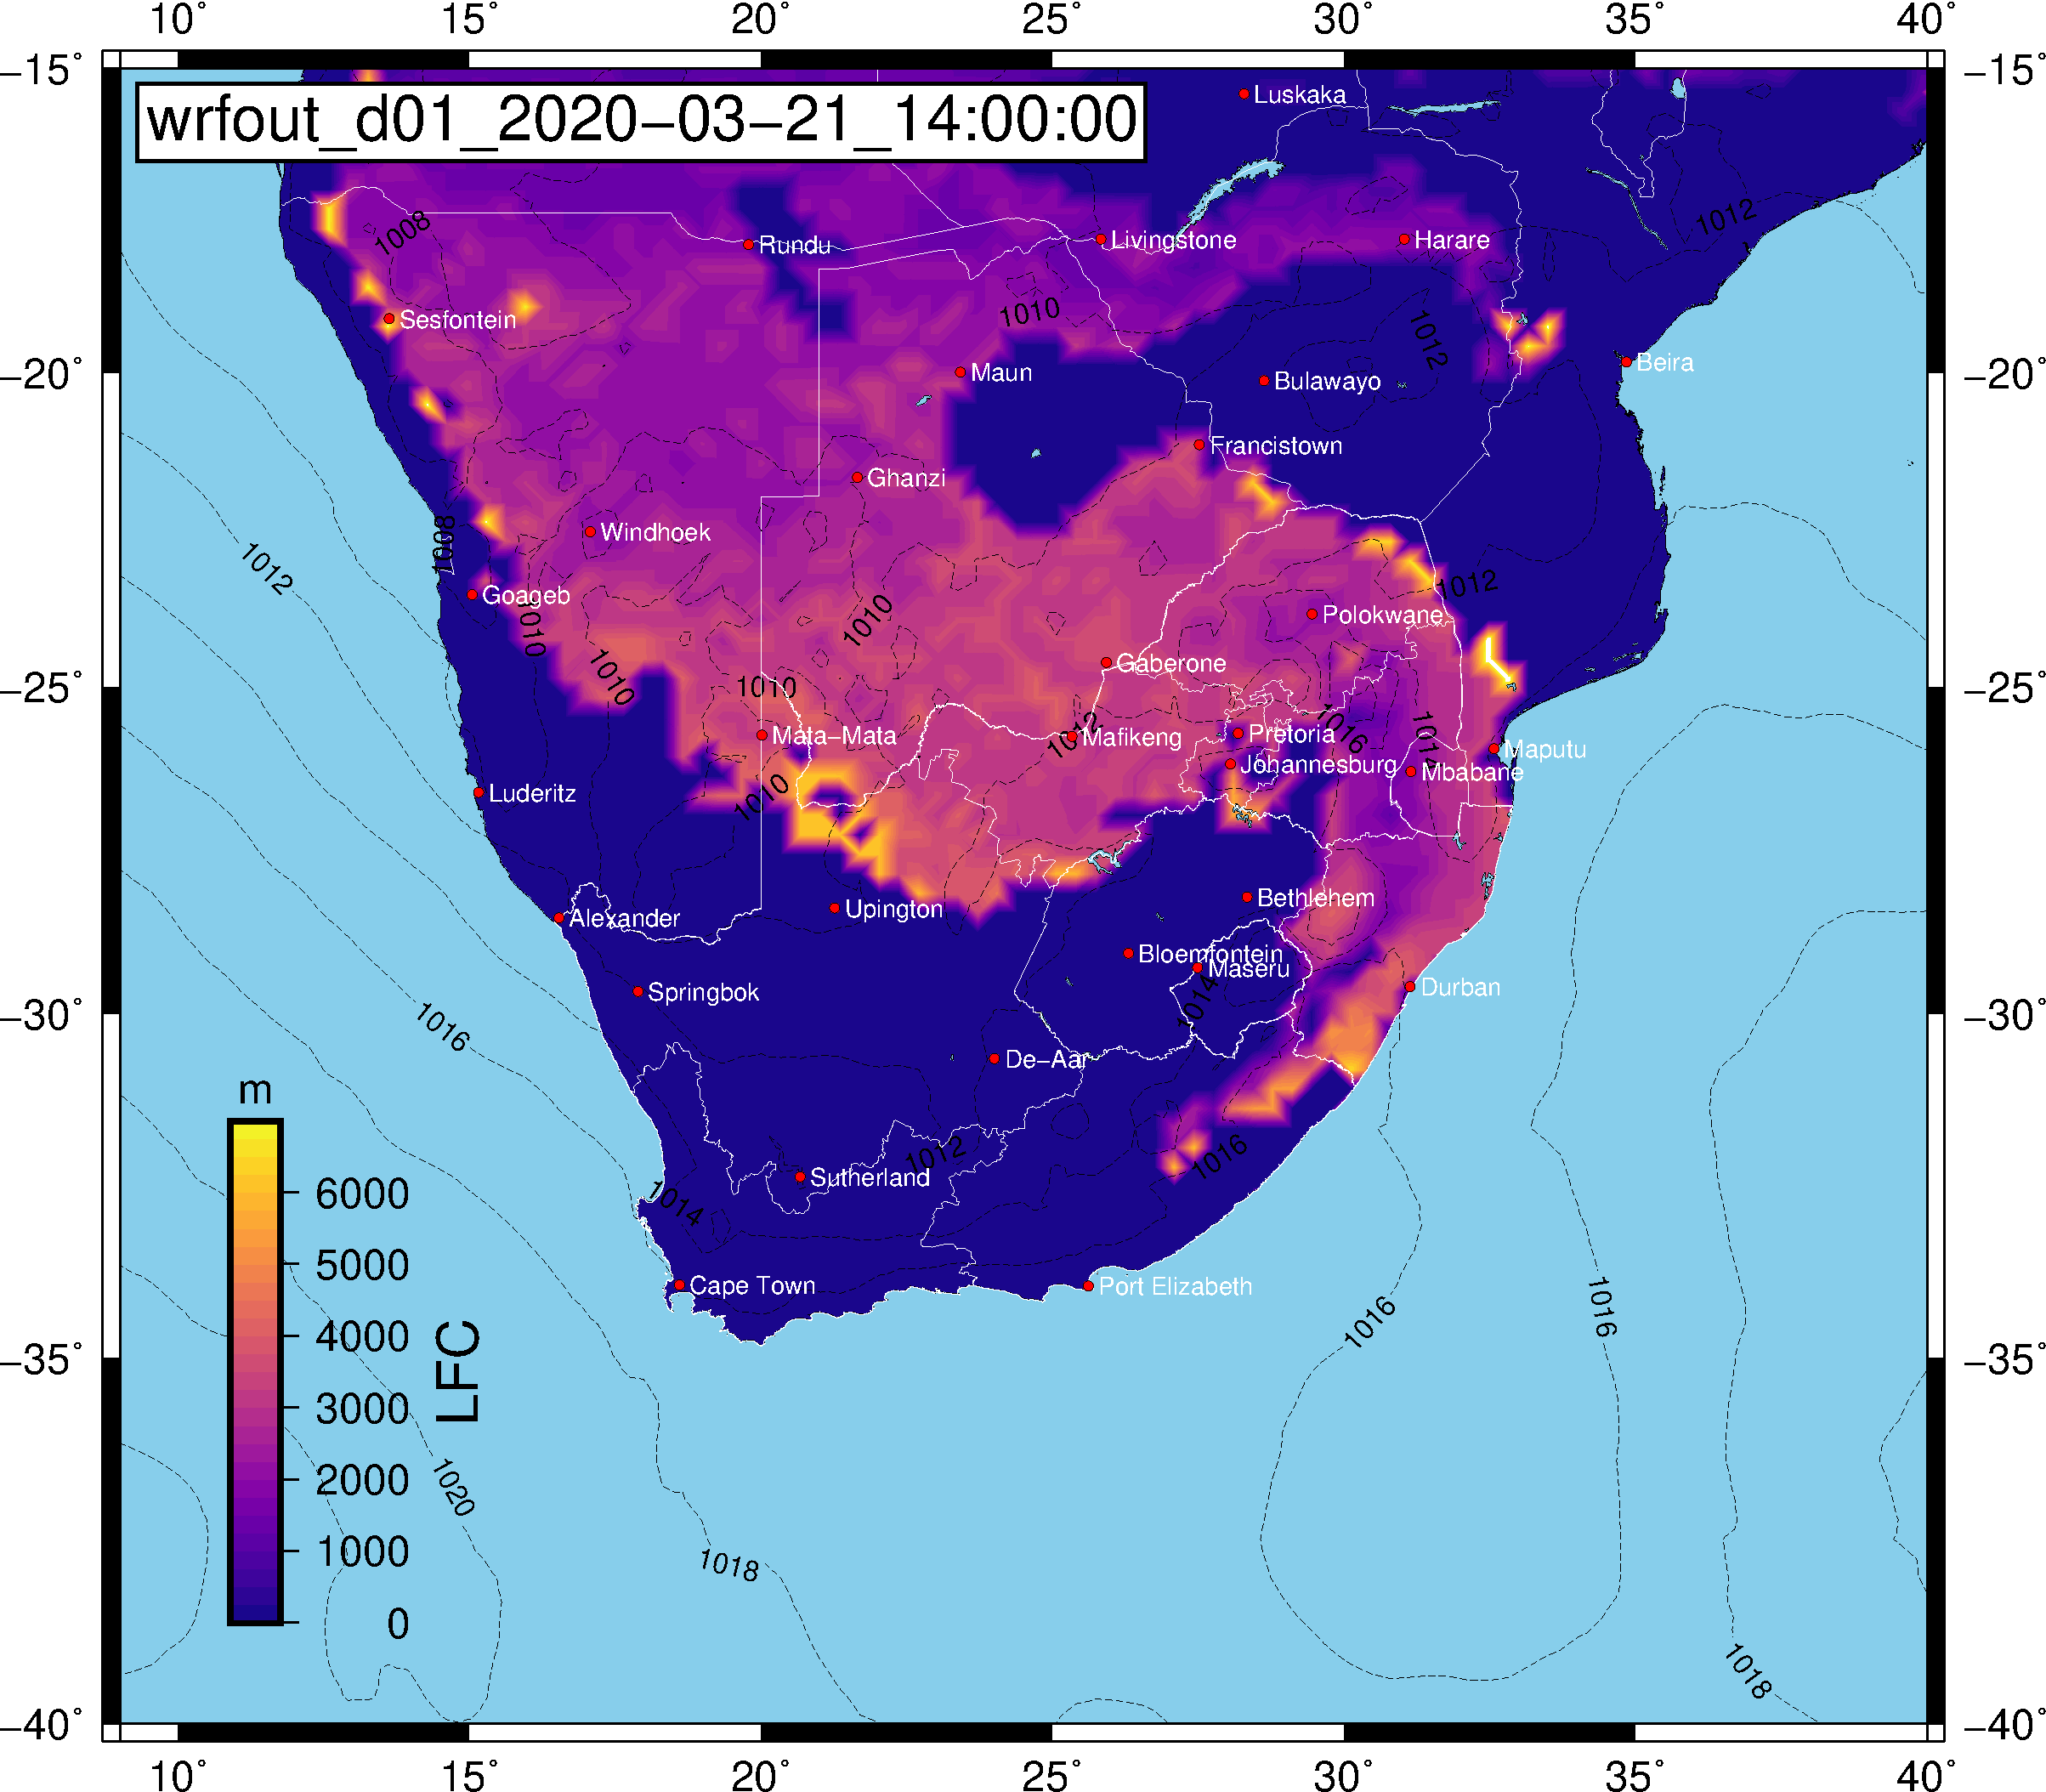 10° 15° 20° 25° 30° 35° 40°
−15° −15°
wrfout_d01_2020−03−21_14:00:00
Luskaka
1012
1008
Rundu
Livingstone
Harare
Sesfontein
1010
1012
−20° −20°
Maun
Bulawayo
Beira
Francistown
Ghanzi
Windhoek
1008
1012
1012
Goageb
1010
1010
Polokwane
1010
Gaberone
−25° −25°
1010
Mata−Mata
1012
Mafikeng
1016
Pretoria
1014
Maputu
Johannesburg
Mbabane
Luderitz
1010
Bethlehem
Alexander
Upington
Bloemfontein
Maseru
Springbok
1014
Durban
−30° −30°
1016
De−Aar
m
1012
1016
Sutherland
1014
6000
5000
4000
3000
2000
1000
0
LFC
Cape Town
Port Elizabeth
1016
1016
−35° −35°
1020
1018
1018
−40° −40°
10° 15° 20° 25° 30° 35° 40°